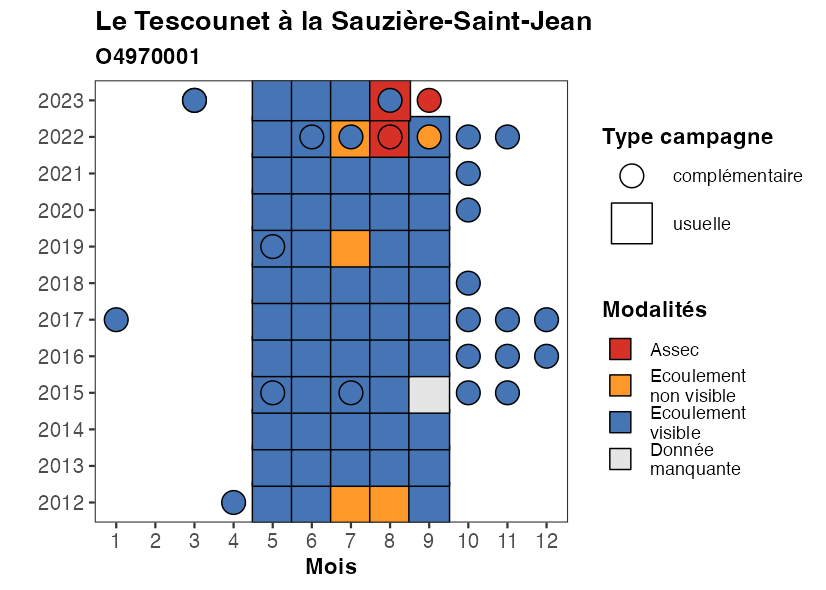 Le Tescounet à la Sauzière-Saint-Jean
O4970001
2023
2022
2021
2020
2019
2018
2017
2016
2015
2014
2013
2012
1 2 3 4 5 6 7 8 9 10 11 12
Mois
Type campagne
complémentaire
usuelle
Modalités
Assec
Ecoulement
non visible
Ecoulement
visible
Donnée
manquante